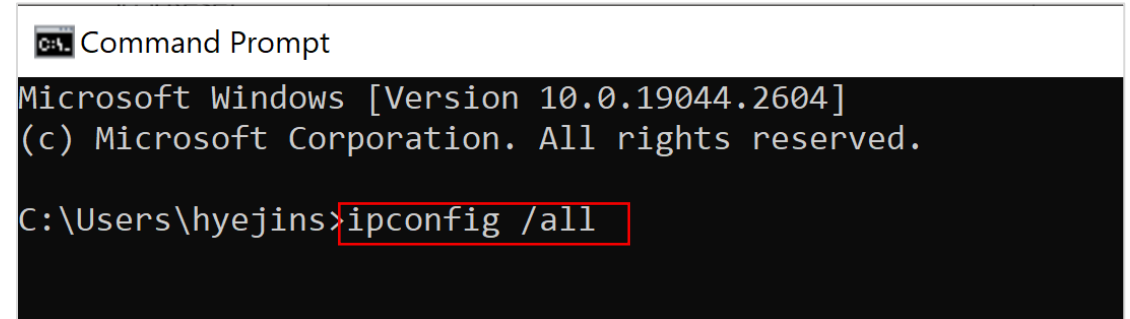 Command Prompt
Microsoft Windows [Version 10.0.19044.2604]
(c) Microsoft Corporation. All rights reserved.
C:\Users\hyejins>ipconfig /all